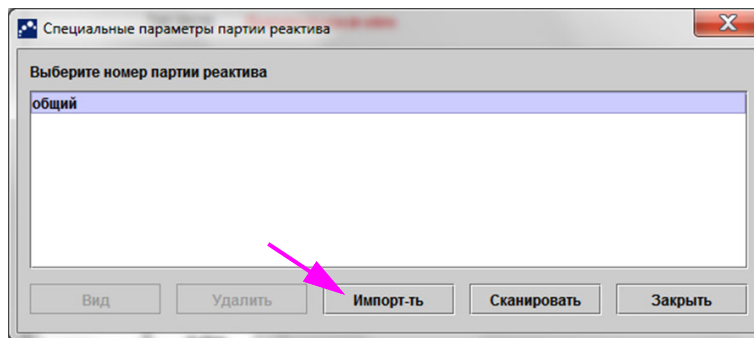 Специальные параметры партии реактива
Выберите номер партии реактива
общий
Вид Удалить Импорт-ть Сканировать Закрыть